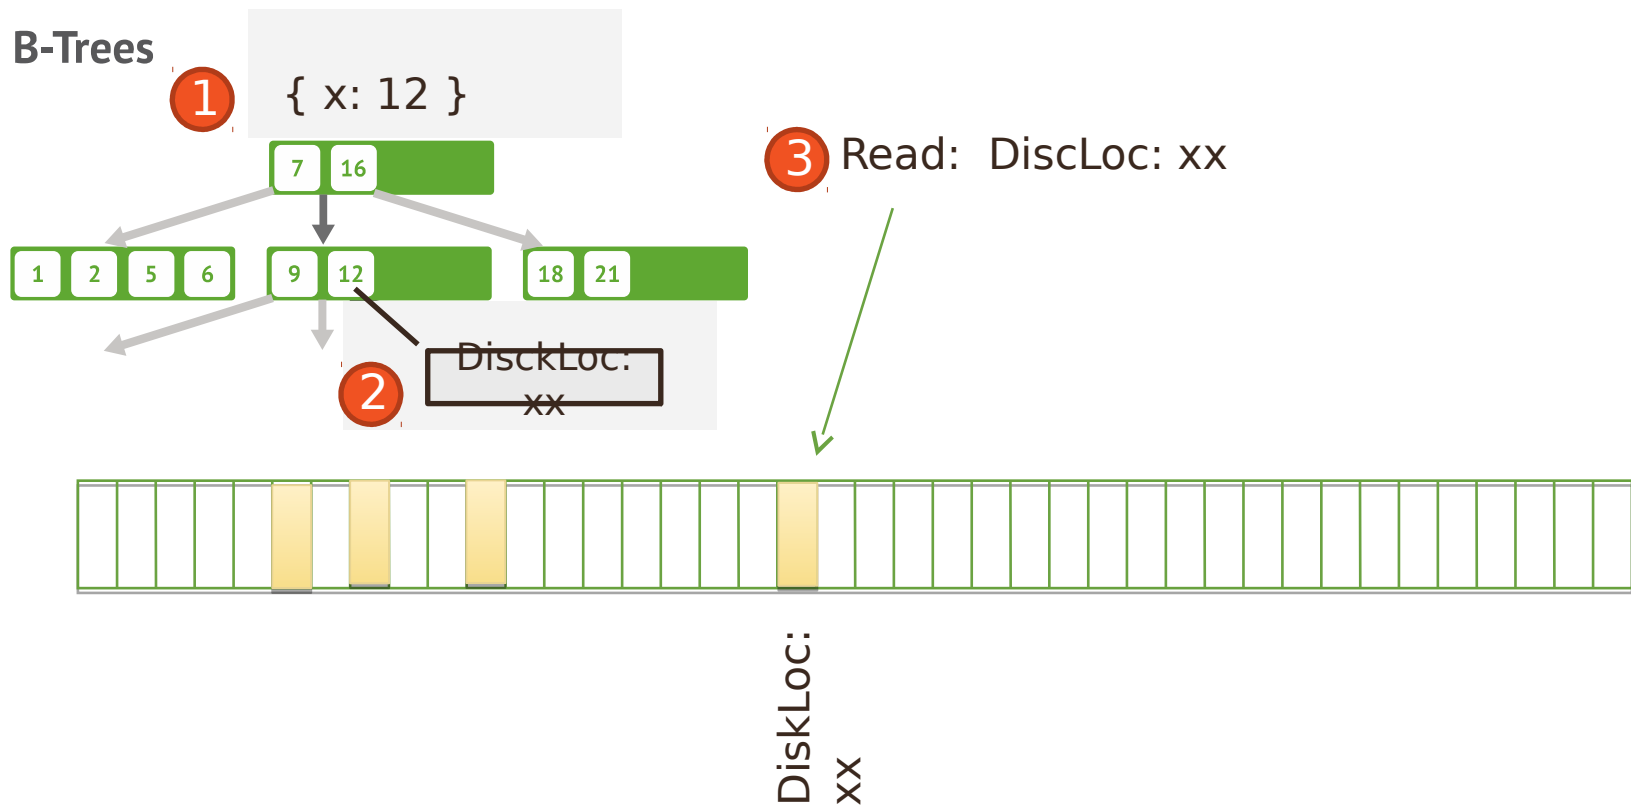 B-Trees
1
{ x: 12 }
3
Read: DiscLoc: xx
7 16
1 2 5 6
9 12
18 21
2
DisckLoc:
xx
DiskLoc:
xx